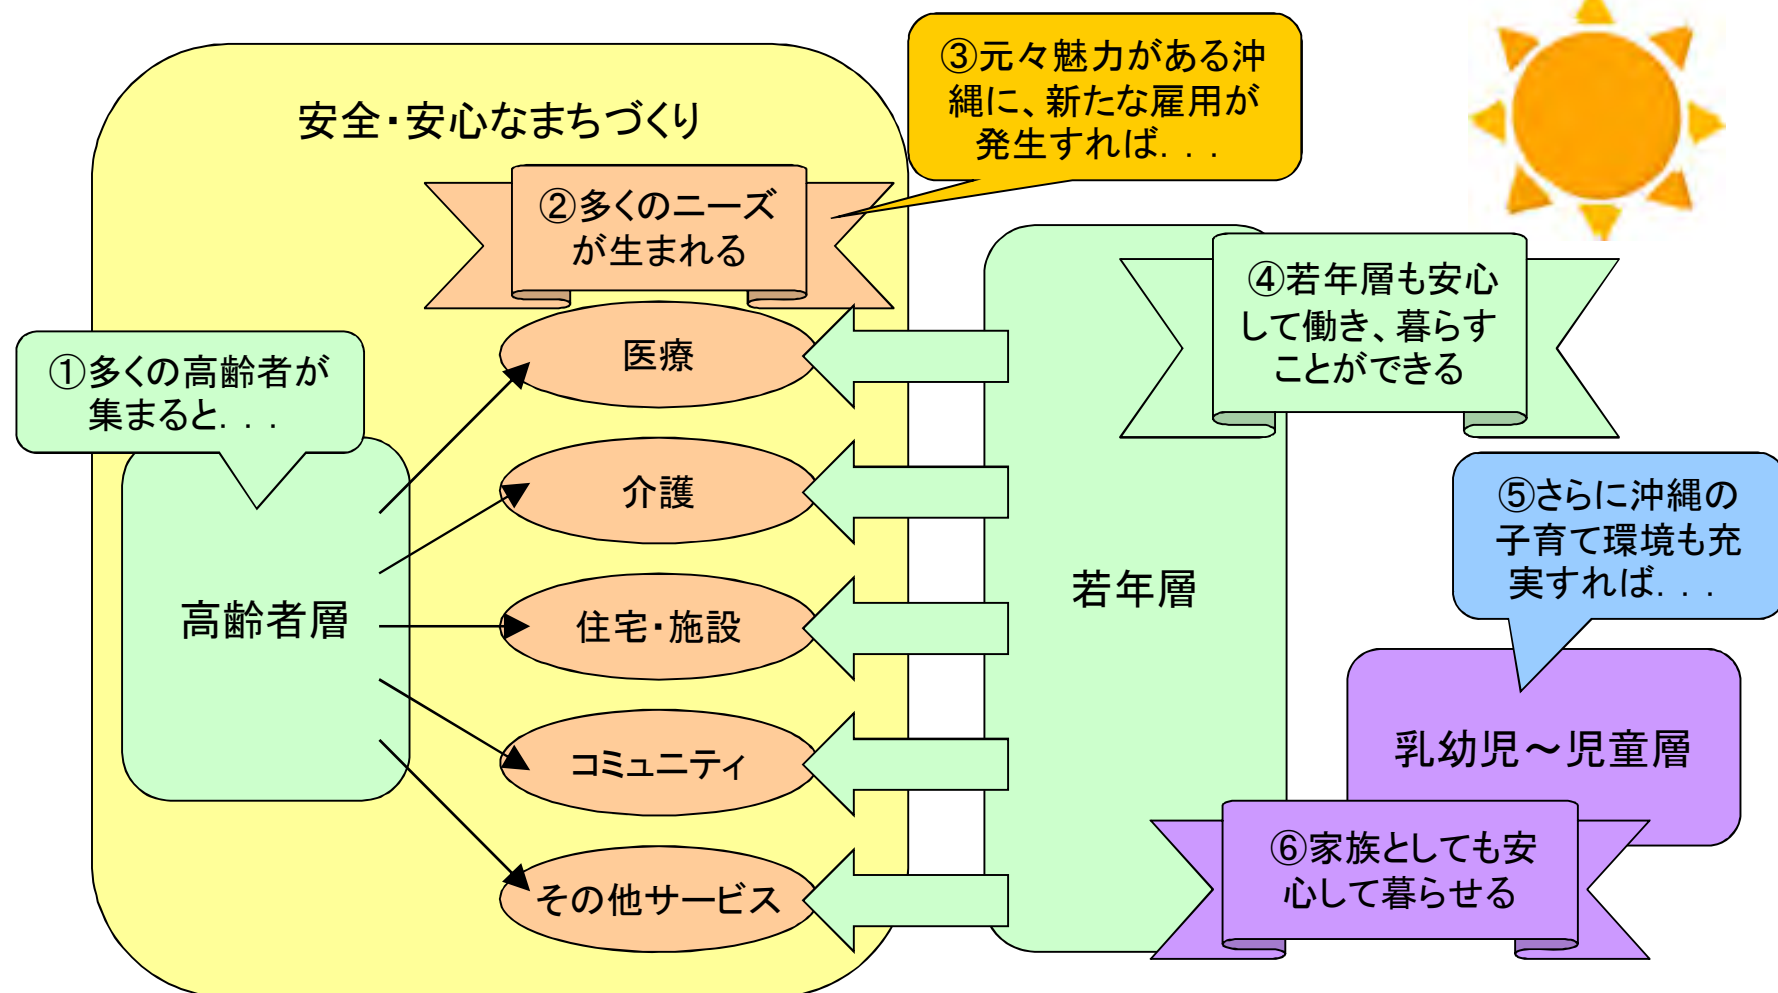 安全・安心なまちづくり
③元々魅力がある沖
縄に、新たな雇用が
発生すれば．．．
②多くのニーズ
が生まれる
④若年層も安心
して働き、暮らす
ことができる
①多くの高齢者が
集まると．．．
医療
介護
⑤さらに沖縄の
子育て環境も充
実すれば．．．
高齢者層
住宅・施設
若年層
コミュニティ
乳幼児～児童層
その他サービス
⑥家族としても安
心して暮らせる